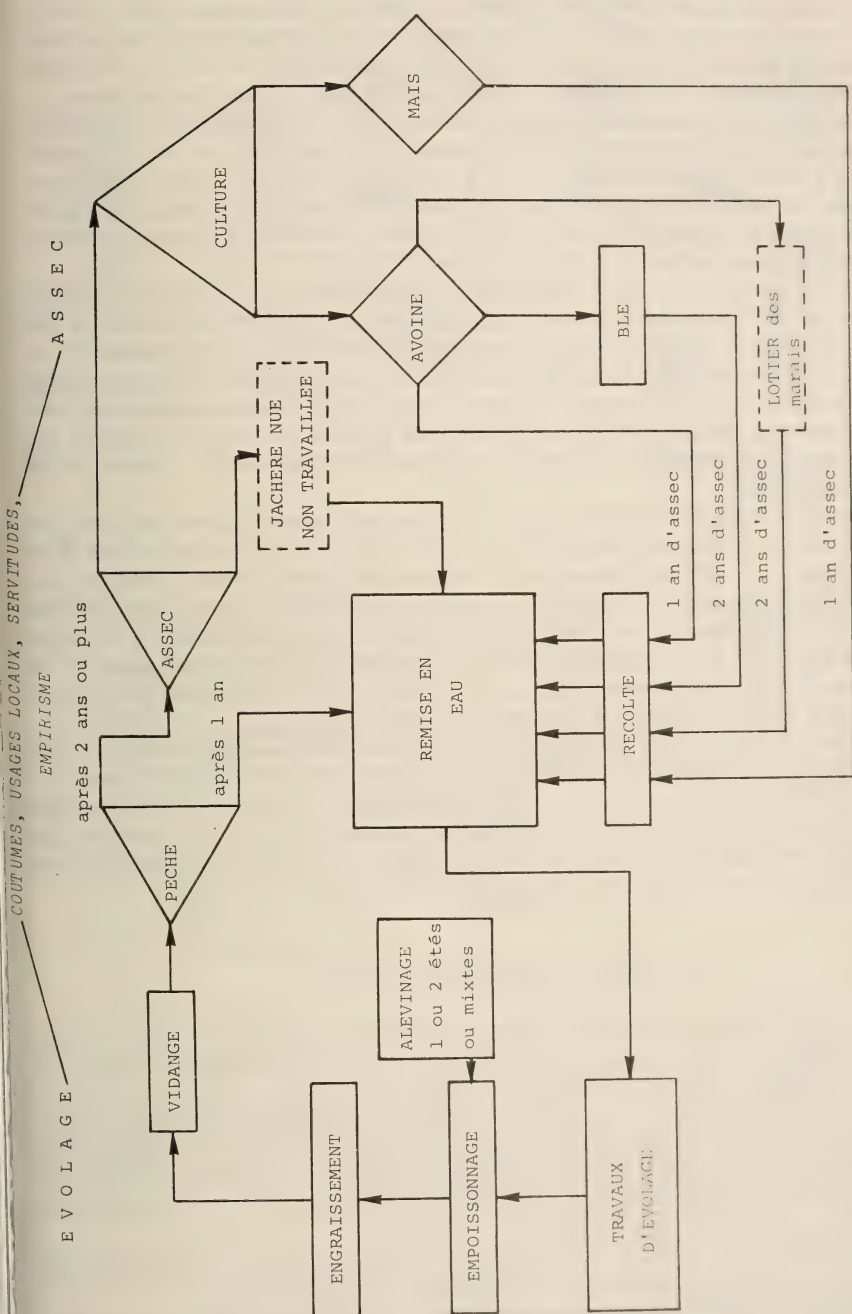 COUTUMES, USAGES LOCAUX, SERVITUDES,
EMPIRISME
E V O L A G E
A S S E C
VIDANGE
PECHE
après 2 ans ou plus
après 1 an
ASSEC
CULTURE
MAIS
JACHERE NUE
NON TRAVAILLEE
AVOINE
BLE
LOTIER des
marais
ENGRAISSEMENT
ALEVINAGE
1 ou 2 étés
ou mixtes
EMPOISSONNAGE
TRAVAUX
D'EVOLAGE
REMISE EN
EAU
RECOLTE
1 an d'assec
2 ans d'assec
2 ans d'assec
1 an d'assec